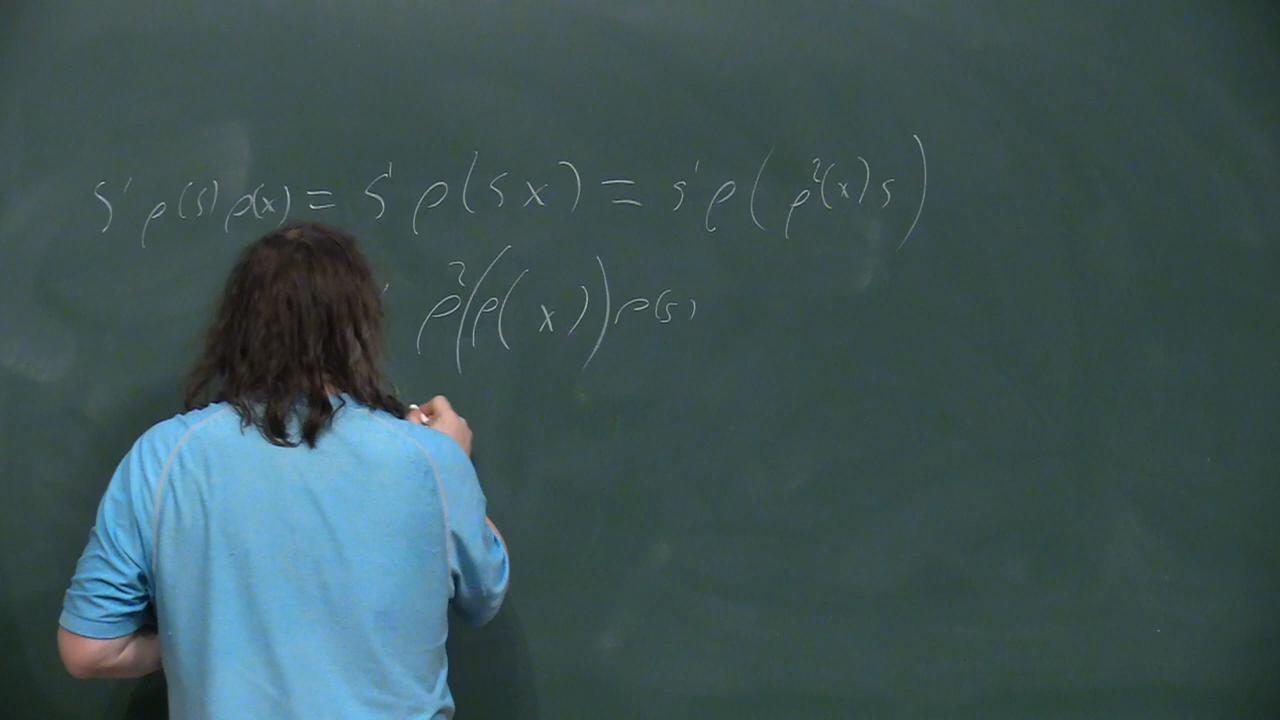 s' ρ(s) ρ(x) = s' ρ(s x) = s' ρ(ρ²(x) s)
' ρ²(ρ(x)) ρ(s)